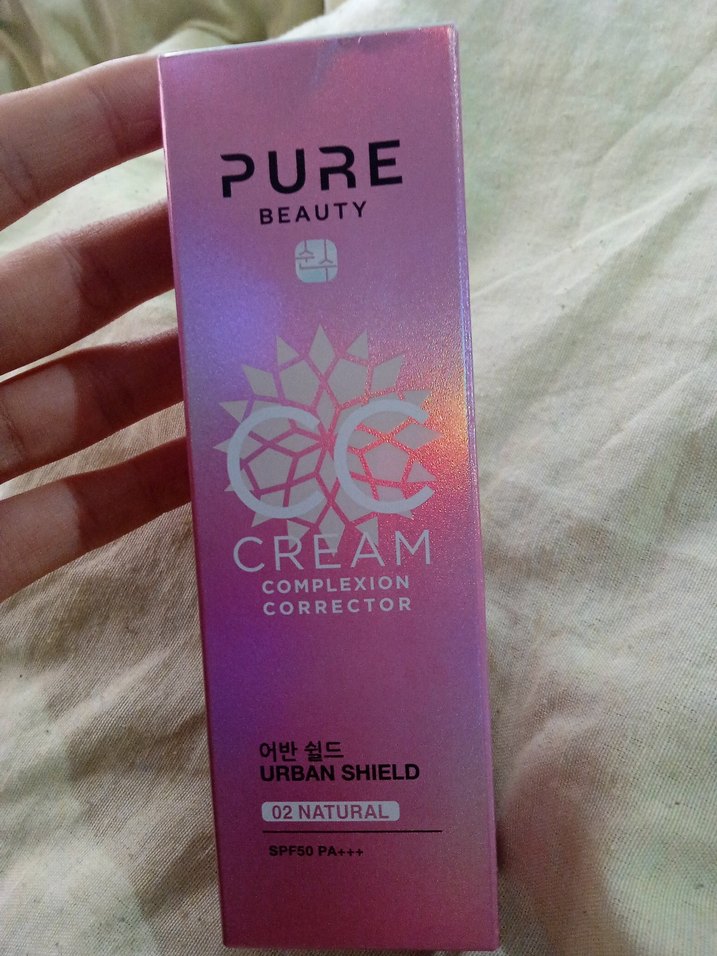 PURE
BEAUTY
순수
CC
CREAM
COMPLEXION
CORRECTOR
어반 쉴드
URBAN SHIELD
02 NATURAL
SPF50 PA+++